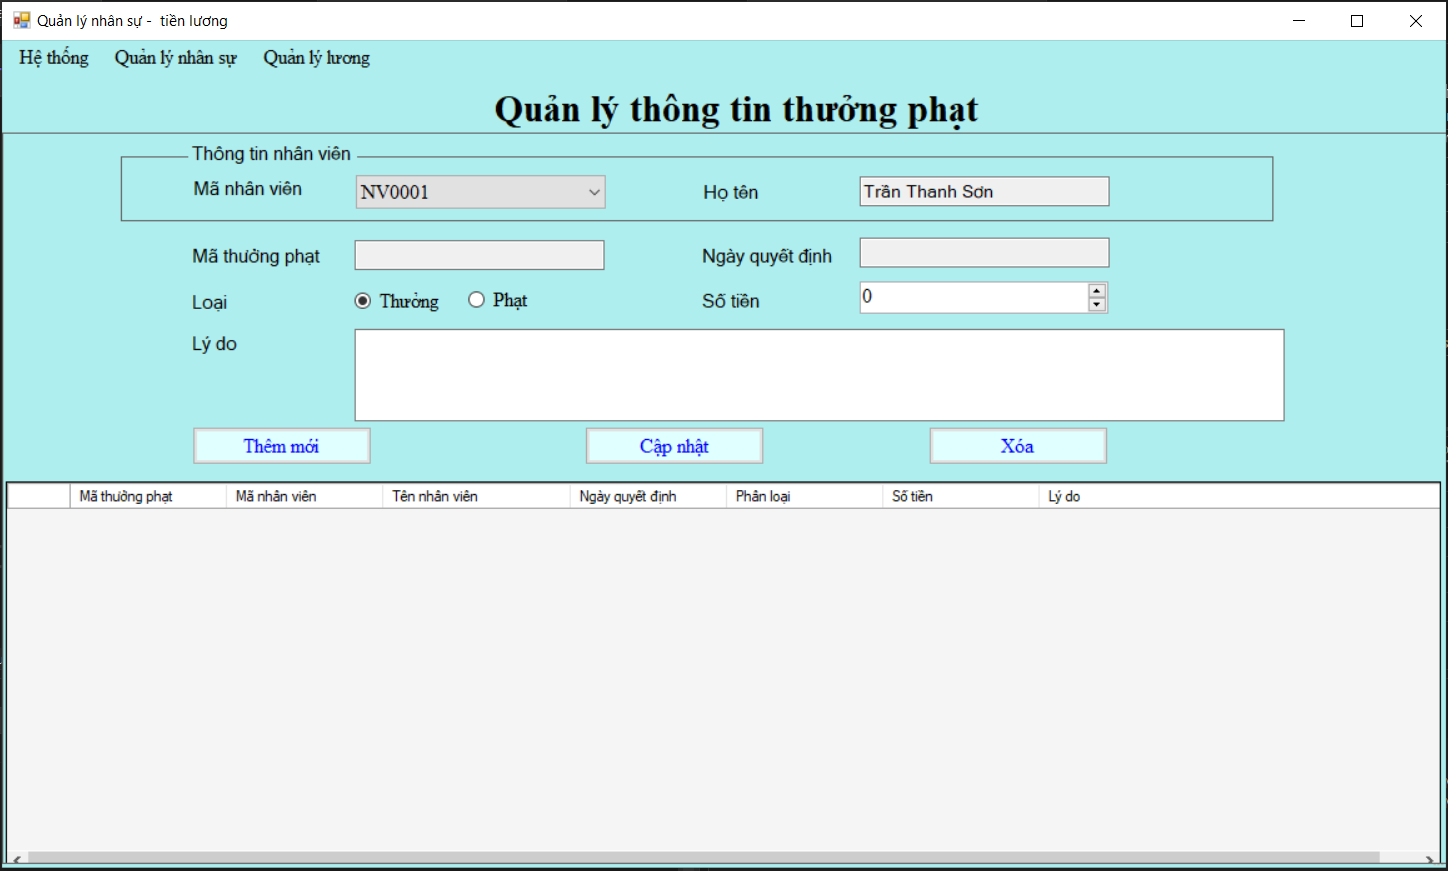 Quản lý nhân sự -  tiền lương
Hệ thống Quản lý nhân sự Quản lý lương
Quản lý thông tin thưởng phạt
Thông tin nhân viên
Mã nhân viên NV0001 Họ tên Trần Thanh Sơn
Mã thưởng phạt Ngày quyết định
Loại Thưởng Phạt Số tiền 0
Lý do
Thêm mới Cập nhật Xóa
Mã thưởng phạt Mã nhân viên Tên nhân viên Ngày quyết định Phân loại Số tiền Lý do